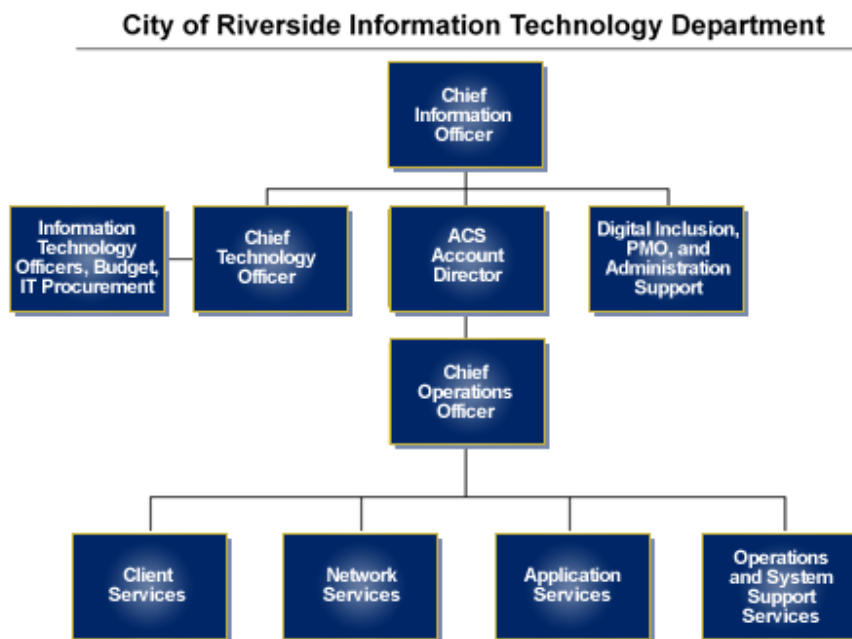 City of Riverside Information Technology Department
Chief
Information
Officer
Information
Technology
Officers, Budget,
IT Procurement
Chief
Technology
Officer
ACS
Account
Director
Digital Inclusion,
PMO, and
Administration
Support
Chief
Operations
Officer
Client
Services
Network
Services
Application
Services
Operations
and System
Support
Services